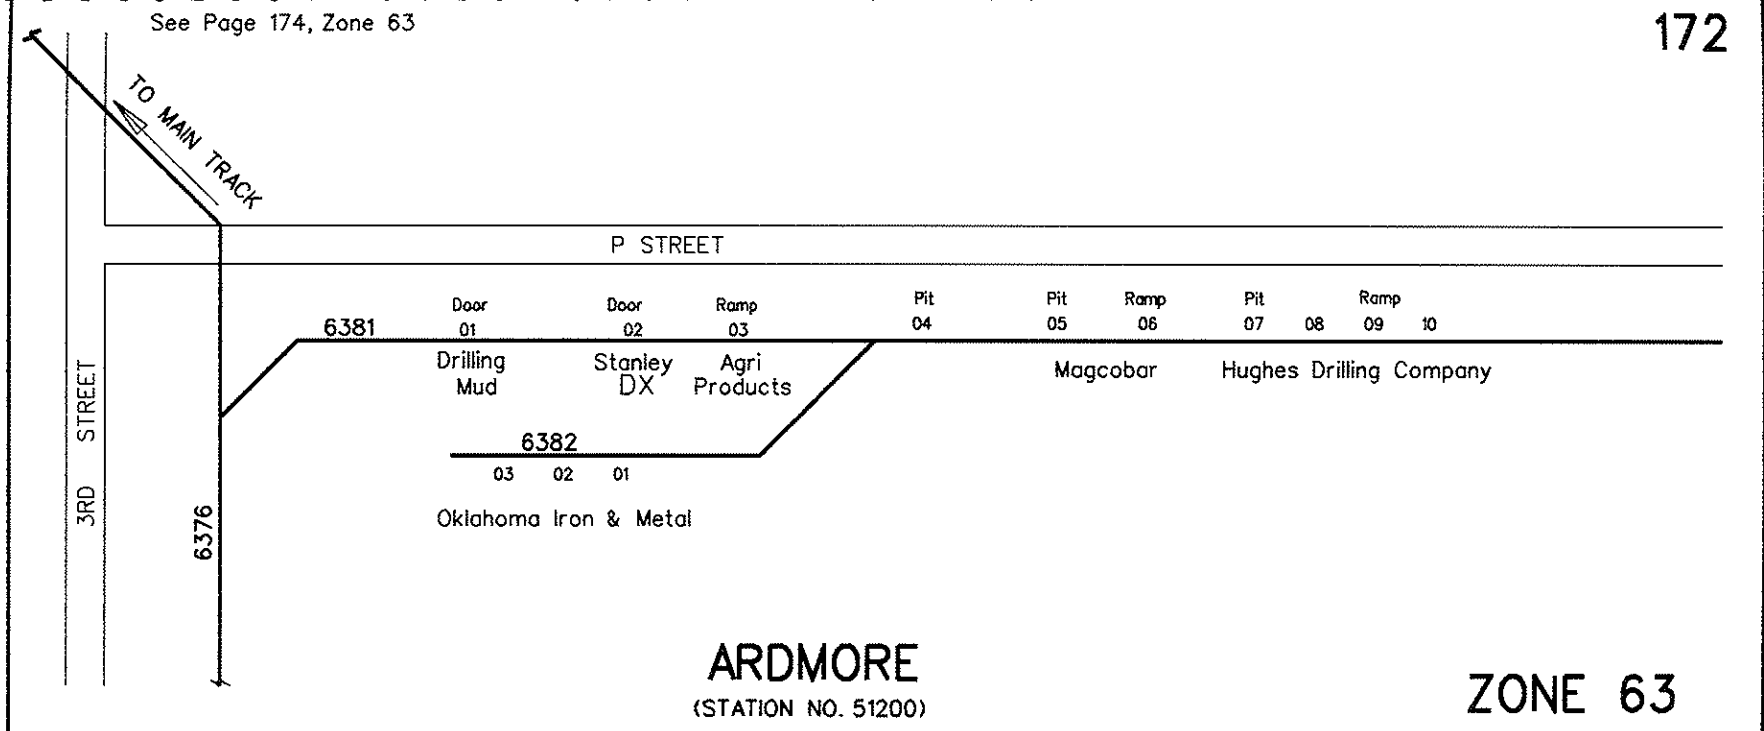 See Page 174, Zone 63
172
TO MAIN TRACK
P STREET
Door Door Ramp Pit Pit Ramp Pit Ramp
6381 01 02 03 04 05 06 07 08 09 10
Drilling Mud
Stanley DX
Agri Products
Magcobar
Hughes Drilling Company
3RD STREET
6382
03 02 01
Oklahoma Iron & Metal
6376
ARDMORE
(STATION NO. 51200)
ZONE 63